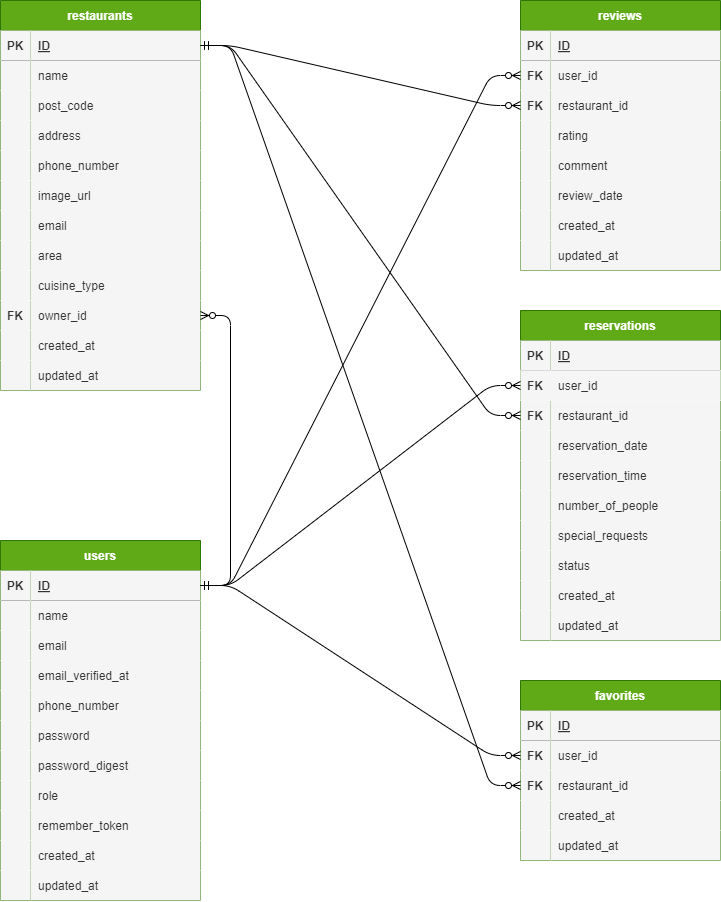 restaurants
PK ID
name
post_code
address
phone_number
image_url
email
area
cuisine_type
FK owner_id
created_at
updated_at
users
PK ID
name
email
email_verified_at
phone_number
password
password_digest
role
remember_token
created_at
updated_at
reviews
PK ID
FK user_id
FK restaurant_id
rating
comment
review_date
created_at
updated_at
reservations
PK ID
FK user_id
FK restaurant_id
reservation_date
reservation_time
number_of_people
special_requests
status
created_at
updated_at
favorites
PK ID
FK user_id
FK restaurant_id
created_at
updated_at